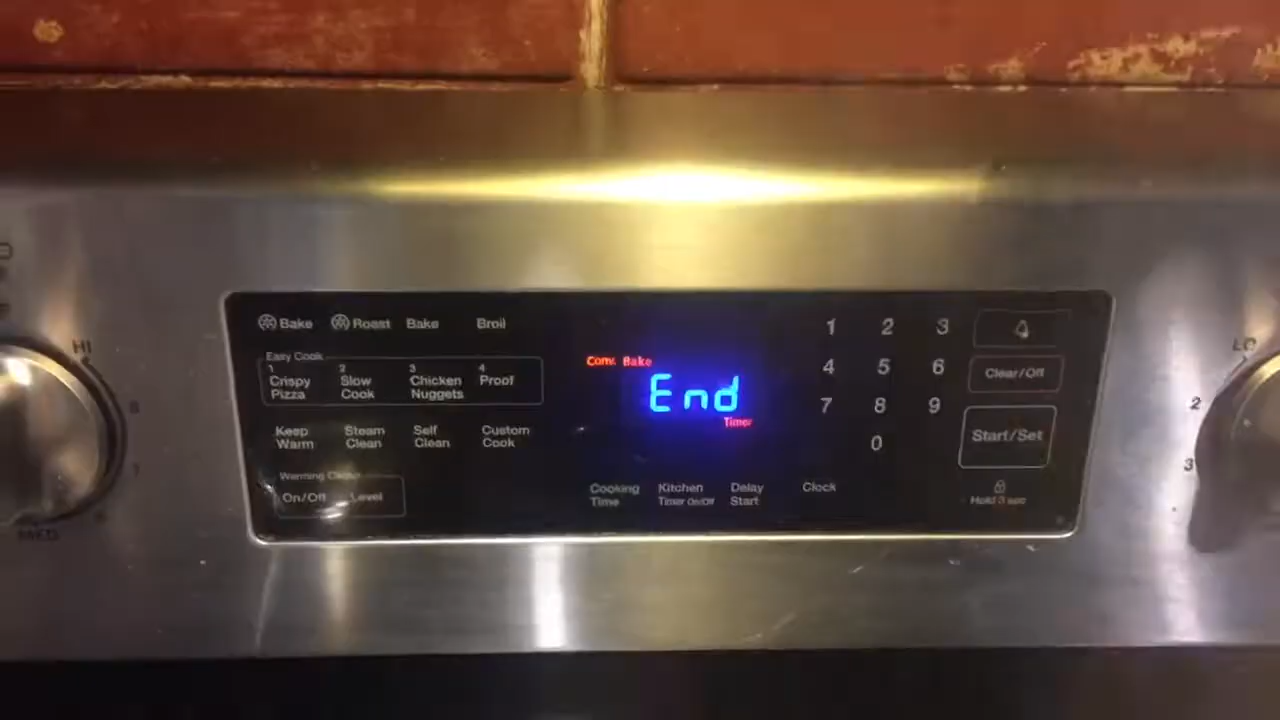 Bake Roast Bake Broil
Easy Cook
1 Crispy Pizza
2 Slow Cook
3 Chicken Nuggets
4 Proof
Keep Warm
Steam Clean
Self Clean
Custom Cook
Warming Center
On/Off Level
Conv. Bake
End
Timer
Cooking Time
Kitchen Timer On/Off
Delay Start
Clock
1 2 3
4 5 6
7 8 9
0
Clear/Off
Start/Set
Hold 3 sec
HI
MED
LO
2
3